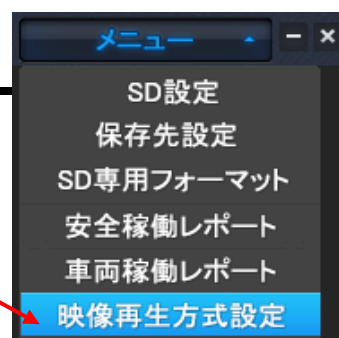 メニュー
SD設定
保存先設定
SD専用フォーマット
安全稼働レポート
車両稼働レポート
映像再生方式設定